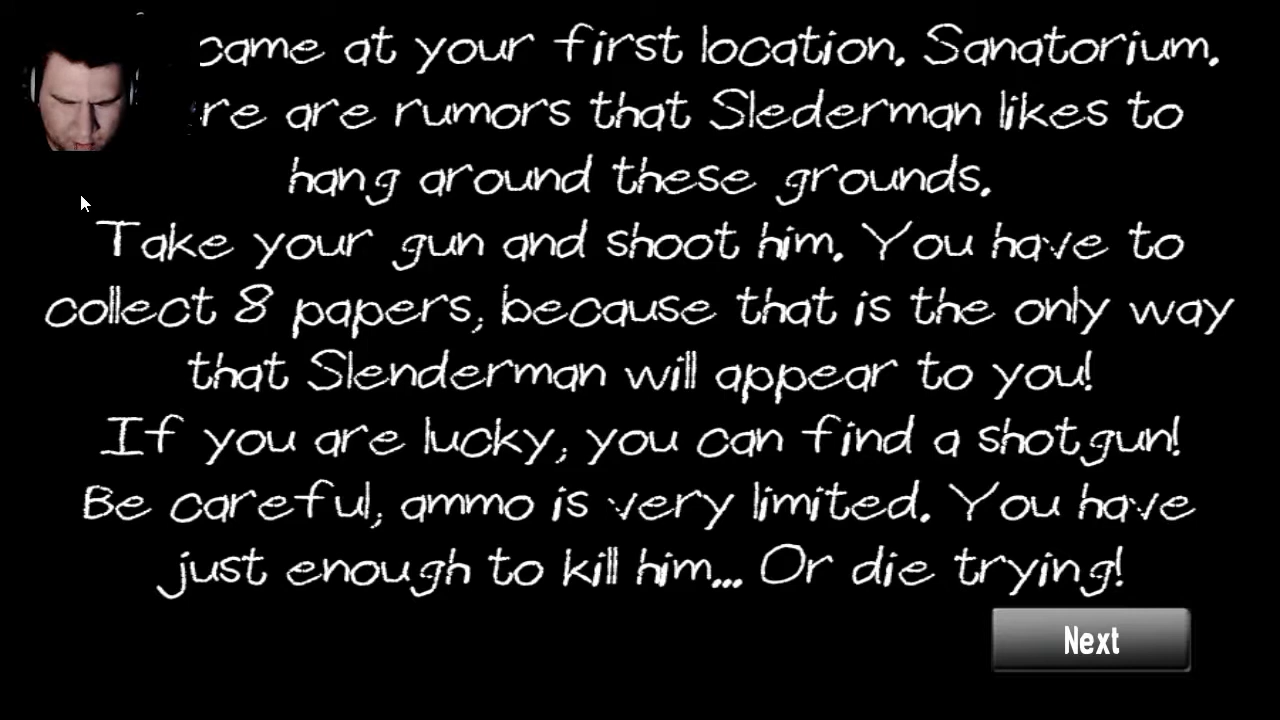 came at your first location. Sanatorium.
are rumors that Slederman likes to
hang around these grounds.
Take your gun and shoot him. You have to
collect 8 papers, because that is the only way
that Slenderman will appear to you!
If you are lucky, you can find a shotgun!
Be careful, ammo is very limited. You have
just enough to kill him... Or die trying!
Next